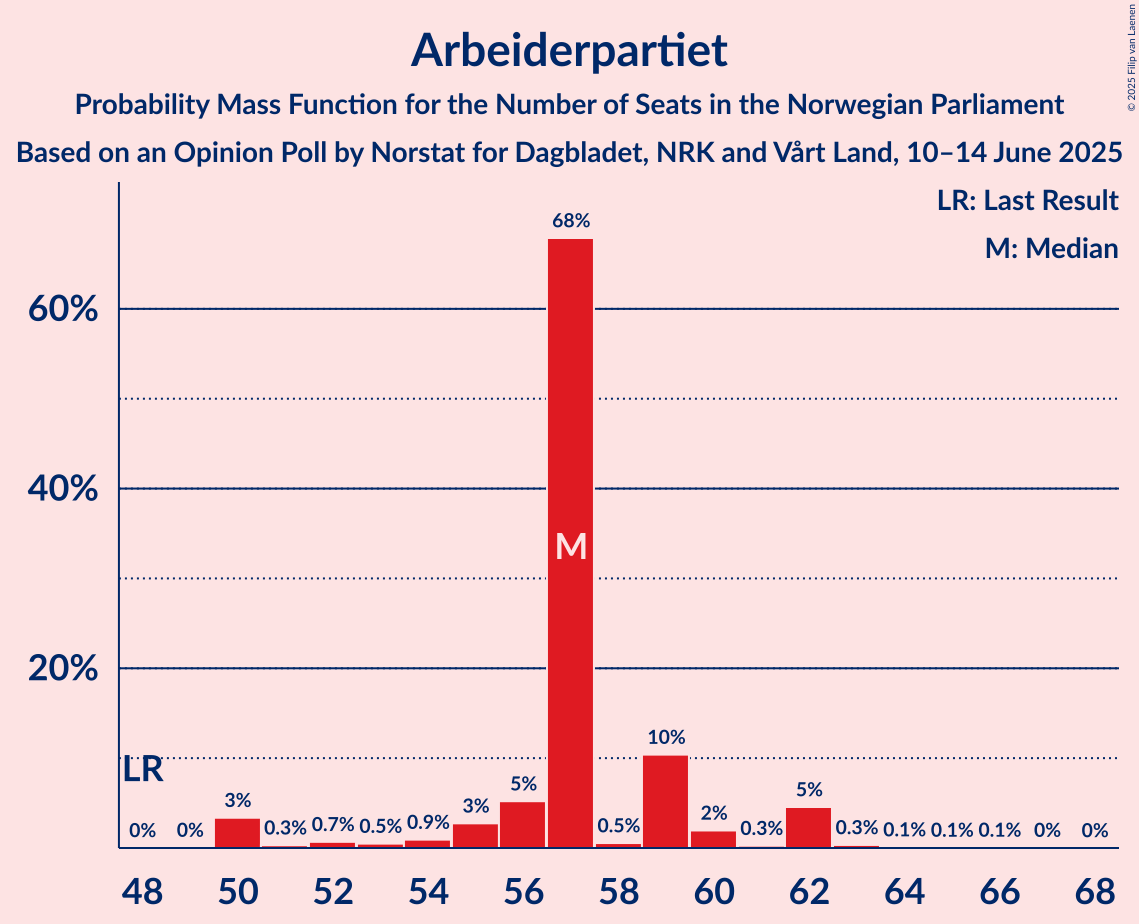 Arbeiderpartiet
Probability Mass Function for the Number of Seats in the Norwegian Parliament
Based on an Opinion Poll by Norstat for Dagbladet, NRK and Vårt Land, 10–14 June 2025
© 2025 Filip van Laenen
LR: Last Result
M: Median
60%
40%
20%
LR
M
0% 0% 3% 0.3% 0.7% 0.5% 0.9% 3% 5% 68% 0.5% 10% 2% 0.3% 5% 0.3% 0.1% 0.1% 0.1% 0% 0%
48 50 52 54 56 58 60 62 64 66 68